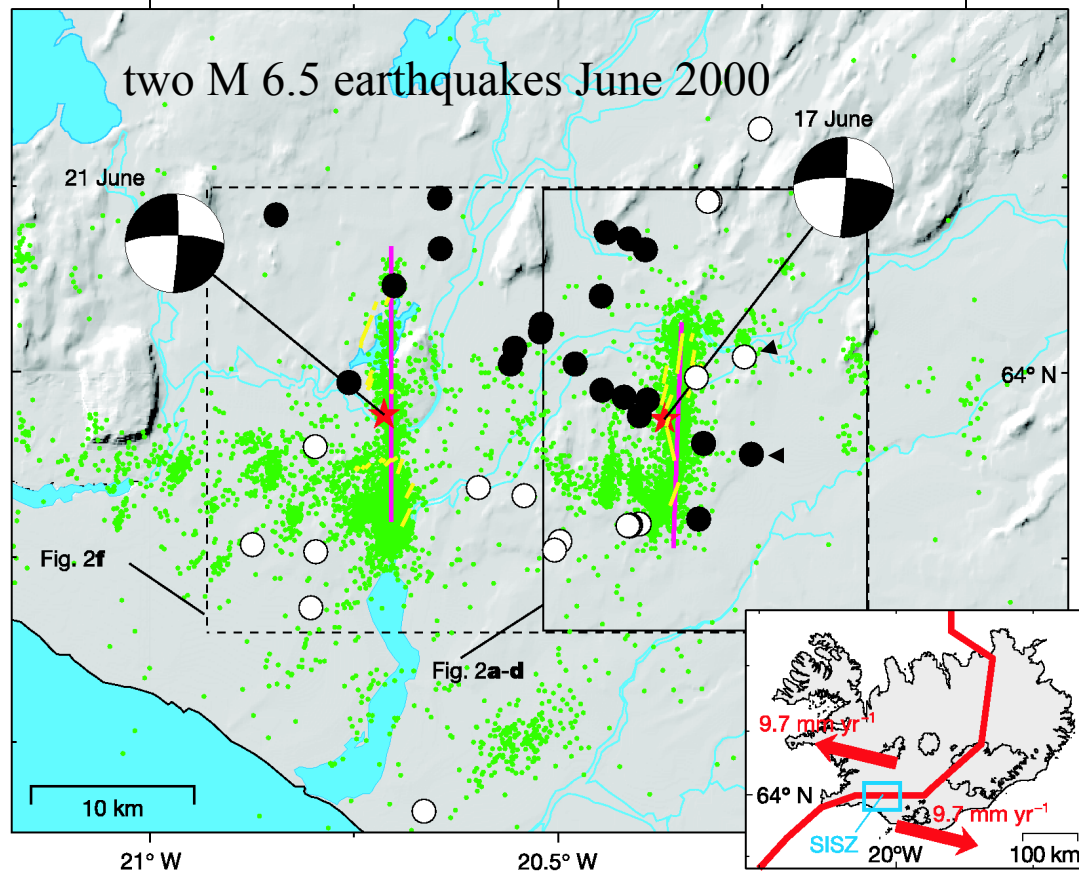 two M 6.5 earthquakes June 2000
17 June
21 June
64° N
Fig. 2f
Fig. 2a-d
10 km
21° W
20.5° W
9.7 mm yr⁻¹
64° N
9.7 mm yr⁻¹
SISZ
20°W
100 km